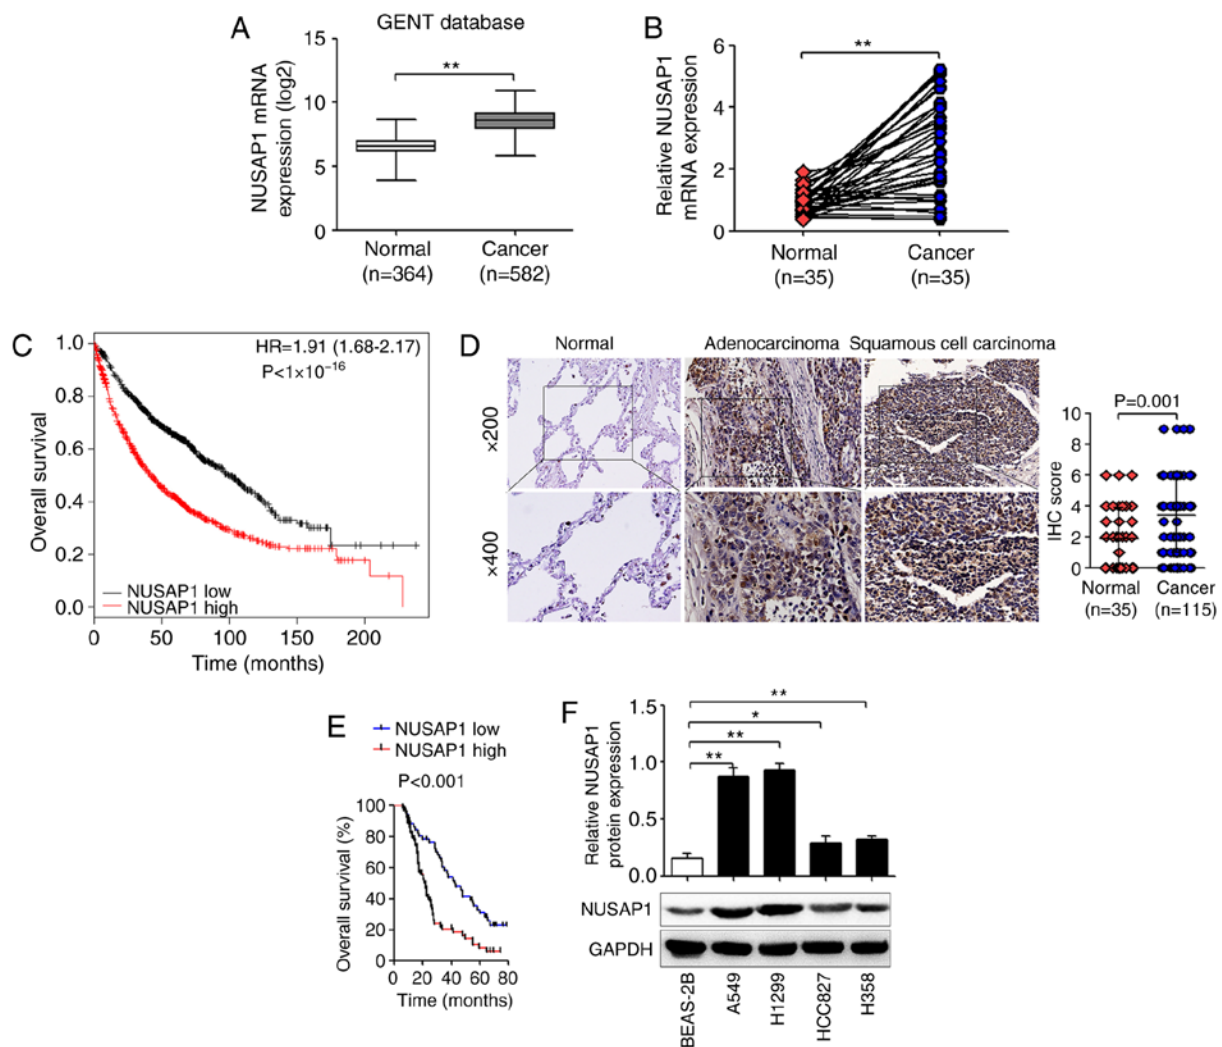 A
GENT database
NUSAP1 mRNA
expression (log2)
15
10
5
0
**
Normal
(n=364)
Cancer
(n=582)
B
Relative NUSAP1
mRNA expression
6
4
2
0
**
Normal
(n=35)
Cancer
(n=35)
C
Overall survival
1.0
0.8
0.6
0.4
0.2
0.0
HR=1.91 (1.68-2.17)
P<1×10⁻¹⁶
NUSAP1 low
NUSAP1 high
0 50 100 150 200
Time (months)
D
Normal
Adenocarcinoma
Squamous cell carcinoma
×200
×400
P=0.001
IHC score
10
8
6
4
2
0
Normal
(n=35)
Cancer
(n=115)
E
NUSAP1 low
NUSAP1 high
P<0.001
Overall survival (%)
100
80
60
40
20
0
0 20 40 60 80
Time (months)
F
Relative NUSAP1
protein expression
1.5
1.0
0.5
0.0
**
*
**
**
NUSAP1
GAPDH
BEAS-2B
A549
H1299
HCC827
H358